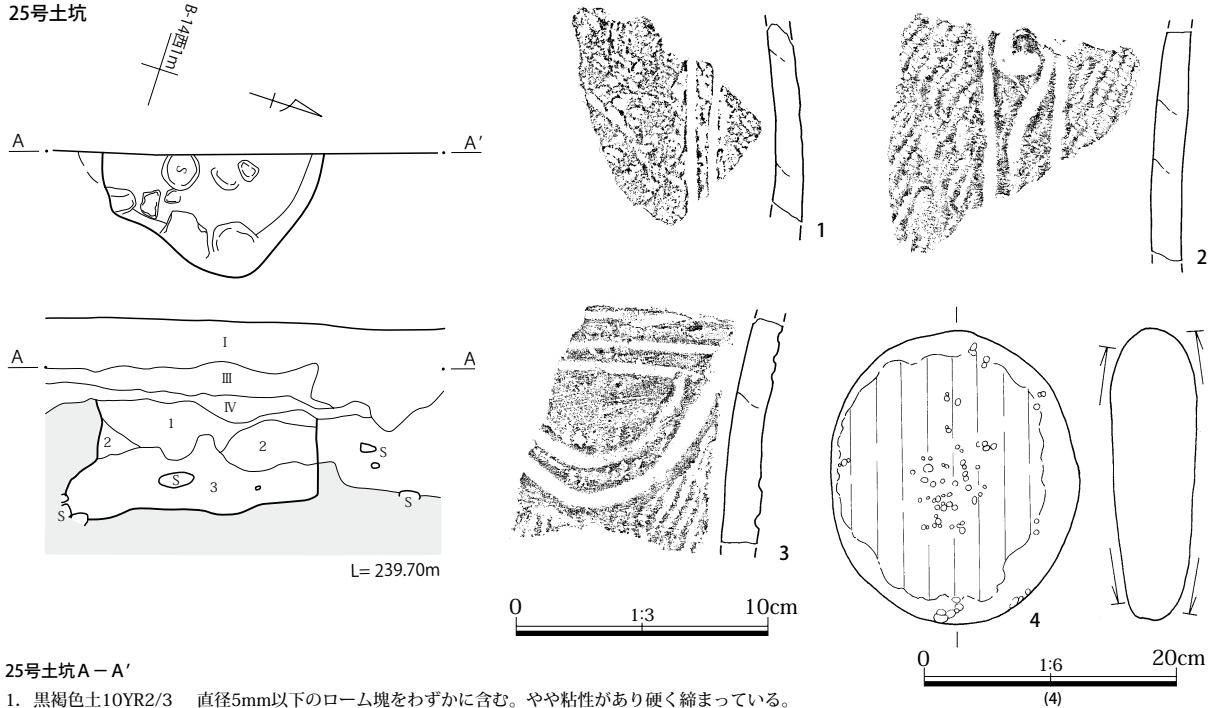 25号土坑
B-14西1m
A
A′
S
1
2
I
A
A
III
IV
1
2
2
S
S
3
S
S
L= 239.70m
3
4
0
1:3
10cm
0
1:6
20cm
(4)
25号土坑A－A′
1. 黒褐色土10YR2/3 直径5mm以下のローム塊をわずかに含む。やや粘性があり硬く締まっている。